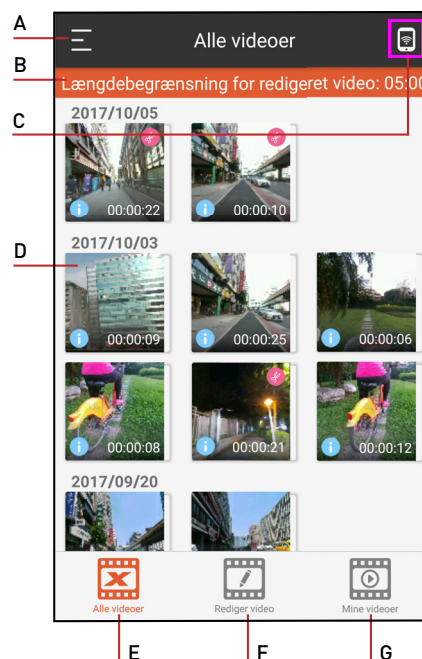 A
Alle videoer
B
Længdebegrænsning for redigeret video: 05:00
C
2017/10/05
00:00:22
00:00:10
D
2017/10/03
00:00:09
00:00:25
00:00:06
00:00:08
00:00:21
00:00:12
2017/09/20
Alle videoer
Rediger video
Mine videoer
E
F
G